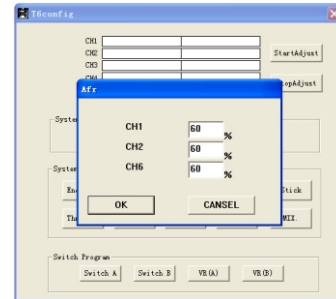 T6config
CH1
CH2
StartAdjust
CH3
Afr
CH1 60 %
CH2 60 %
CH6 60 %
OK CANSEL
Stick
MIX.
Switch Program
Switch A Switch B VR(A) VR(B)